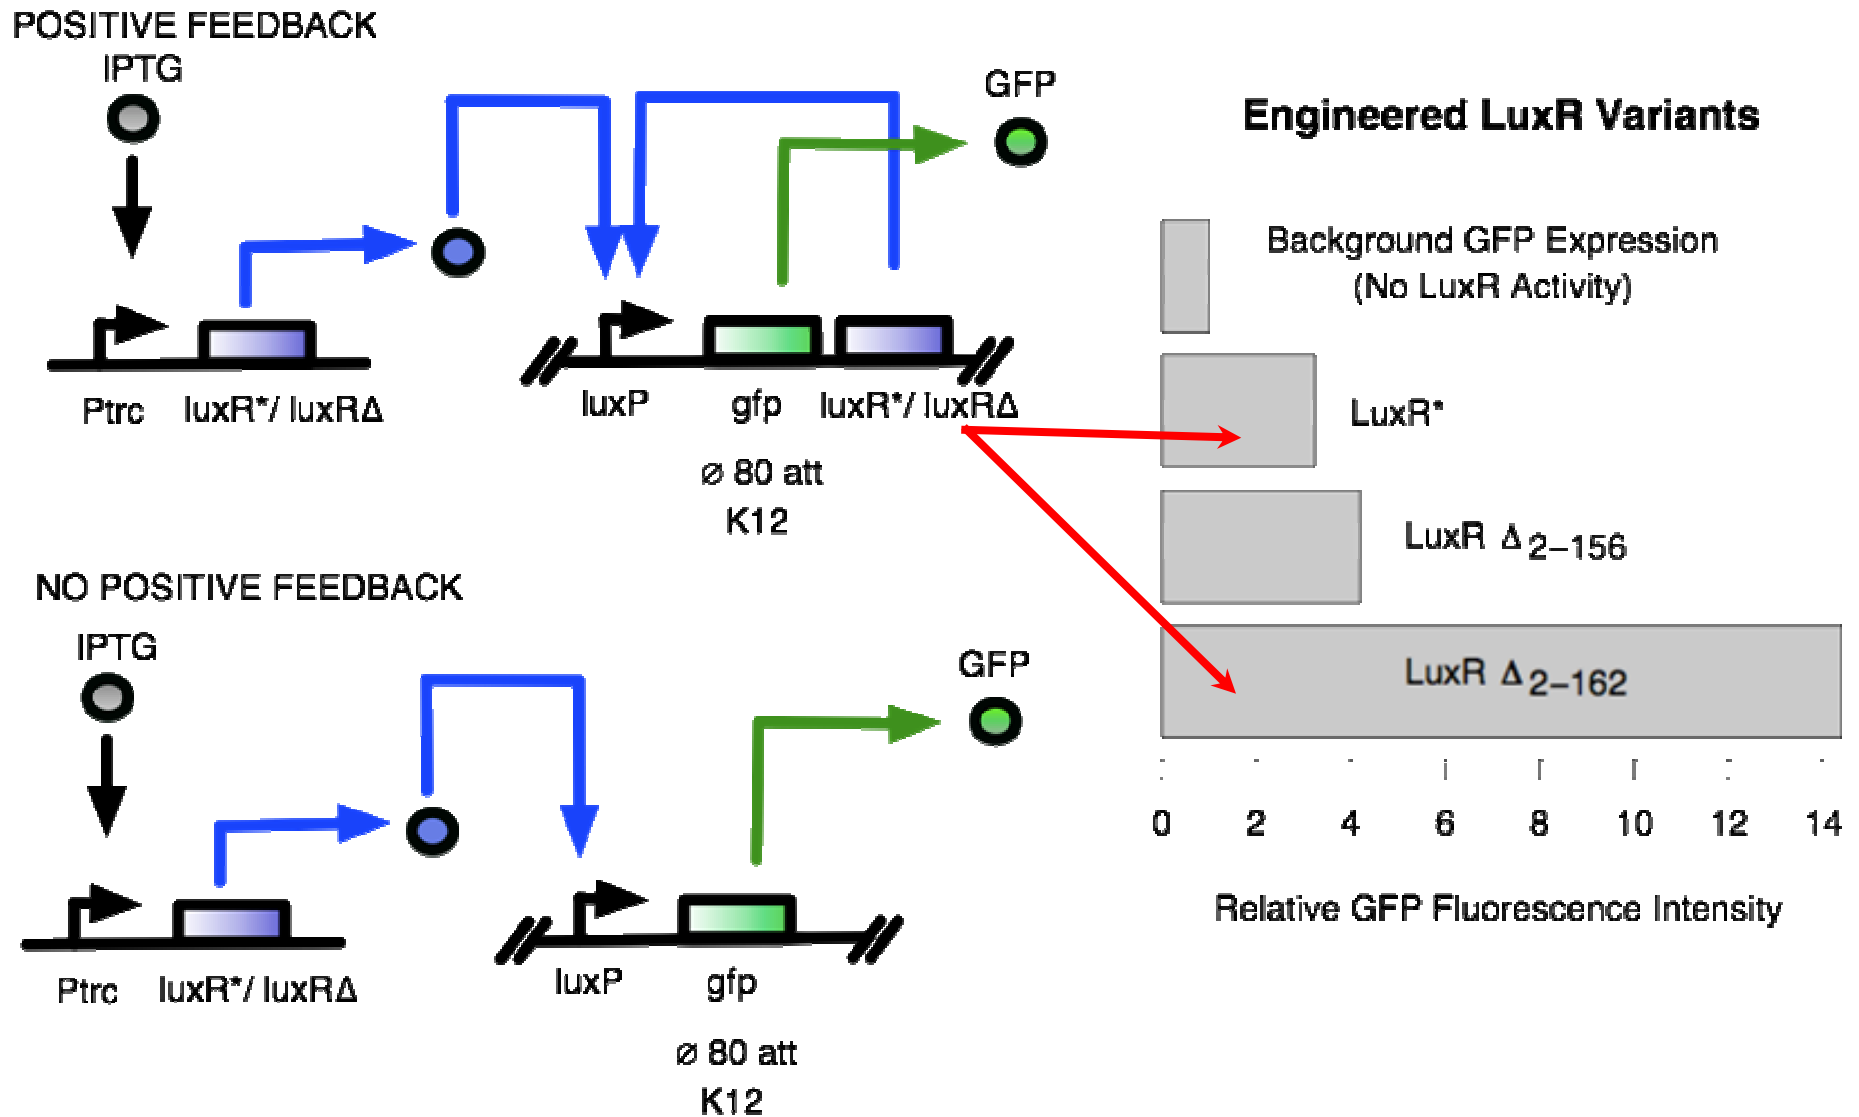 POSITIVE FEEDBACK
IPTG
GFP
Ptrc
luxR*/ luxRΔ
luxP
gfp
luxR*/ luxRΔ
ø 80 att
K12
NO POSITIVE FEEDBACK
IPTG
GFP
Ptrc
luxR*/ luxRΔ
luxP
gfp
ø 80 att
K12
Engineered LuxR Variants
Background GFP Expression
(No LuxR Activity)
LuxR*
LuxR Δ 2–156
LuxR Δ 2–162
0 2 4 6 8 10 12 14
Relative GFP Fluorescence Intensity